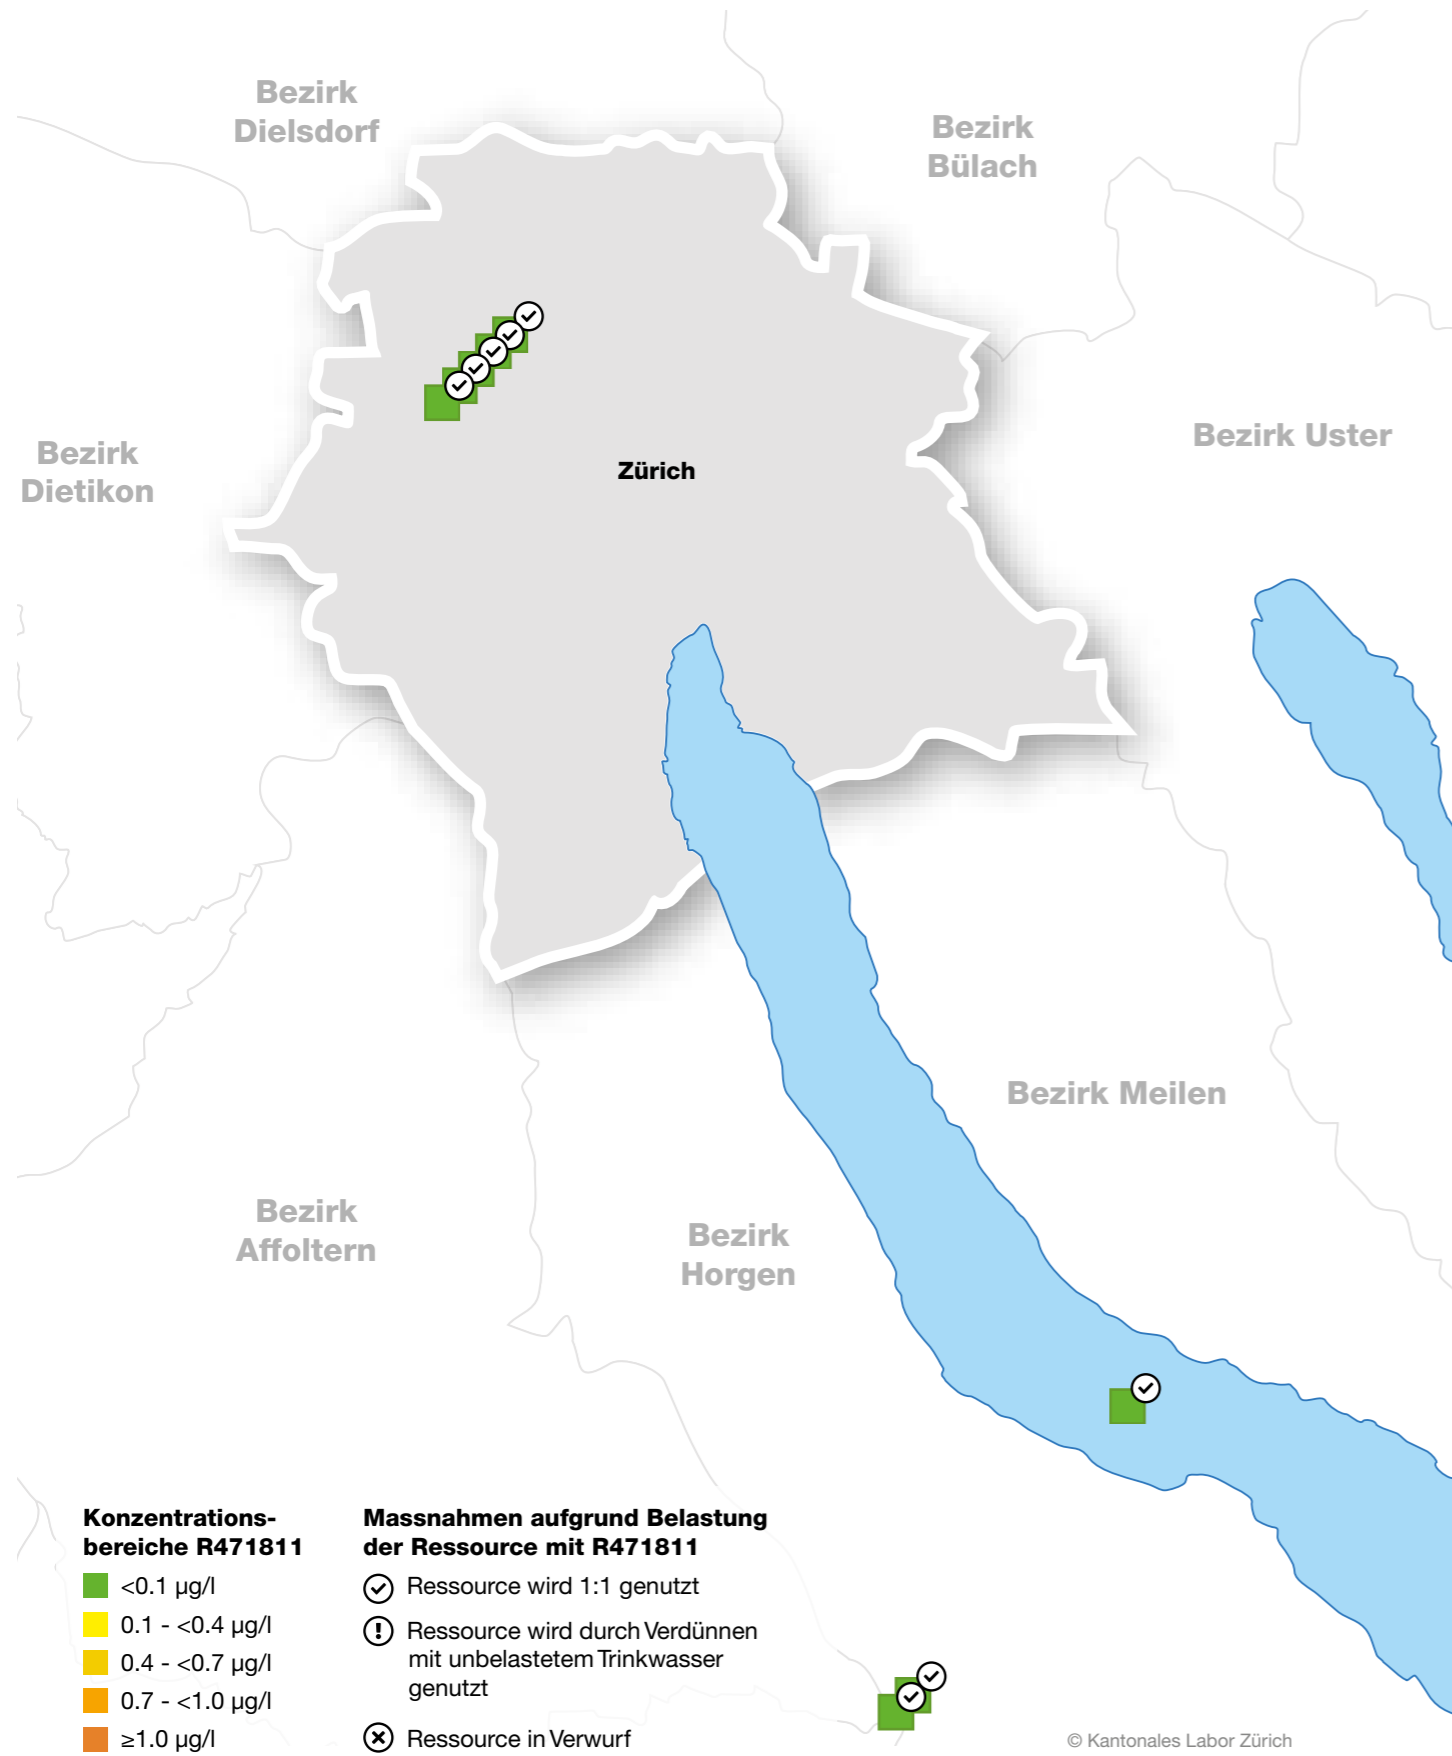 Bezirk
Dielsdorf
Bezirk
Bülach
Bezirk Uster
Bezirk
Dietikon
Zürich
Bezirk Meilen
Bezirk
Affoltern
Bezirk
Horgen
Konzentrations-
bereiche R471811
<0.1 µg/l
0.1 - <0.4 µg/l
0.4 - <0.7 µg/l
0.7 - <1.0 µg/l
≥1.0 µg/l
Massnahmen aufgrund Belastung
der Ressource mit R471811
Ressource wird 1:1 genutzt
Ressource wird durch Verdünnen
mit unbelastetem Trinkwasser
genutzt
Ressource in Verwurf
© Kantonales Labor Zürich